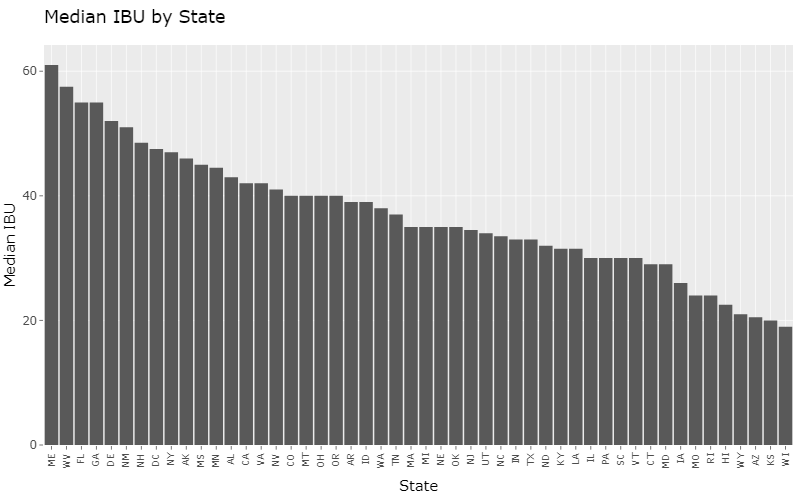 Median IBU by State
60
40
20
0
Median IBU
ME WV FL GA DE NM NH DC NY AK MS MN AL CA VA NV CO MT OH OR AR ID WA TN MA MI NE OK NJ UT NC IN TX ND KY LA IL PA SC VT CT MD IA MO RI HI WY AZ KS WI
State